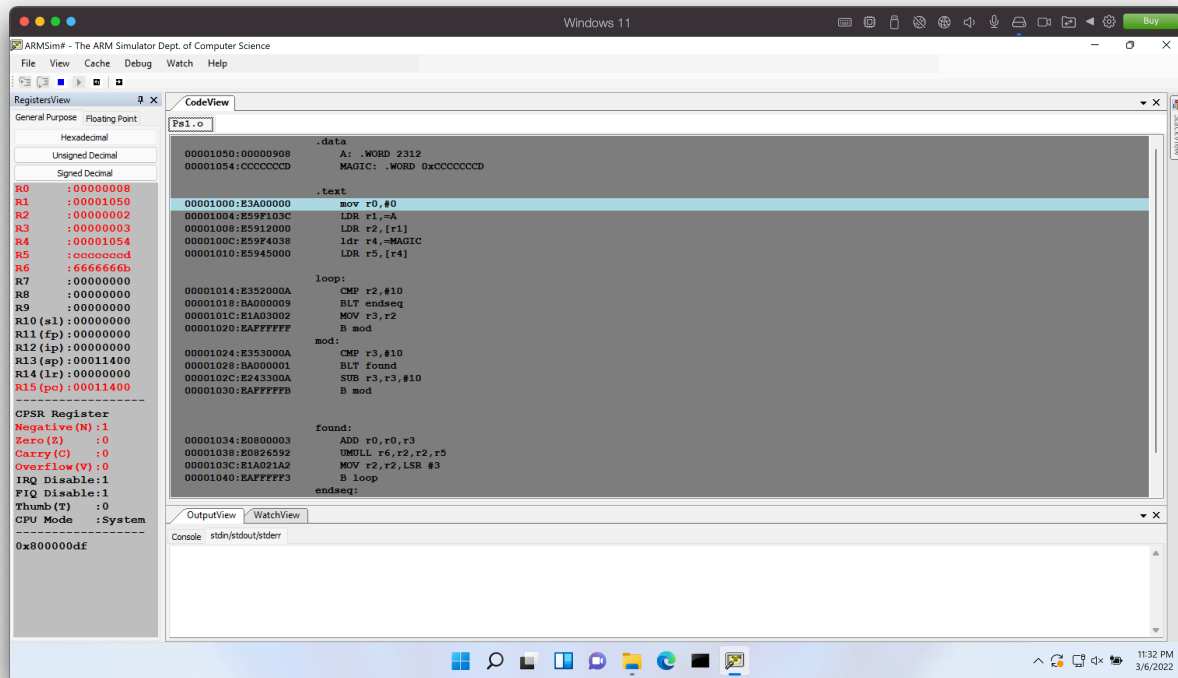 Windows 11
Buy
ARMSim# - The ARM Simulator Dept. of Computer Science
File View Cache Debug Watch Help
RegistersView
General Purpose Floating Point
Hexadecimal
Unsigned Decimal
Signed Decimal
R0 :00000008
R1 :00001050
R2 :00000002
R3 :00000003
R4 :00001054
R5 :cccccccd
R6 :6666666b
R7 :00000000
R8 :00000000
R9 :00000000
R10(sl):00000000
R11(fp):00000000
R12(ip):00000000
R13(sp):00011400
R14(lr):00000000
R15(pc):00011400
------------------
CPSR Register
Negative(N):1
Zero(Z) :0
Carry(C) :0
Overflow(V):0
IRQ Disable:1
FIQ Disable:1
Thumb(T) :0
CPU Mode :System
------------------
0x800000df
CodeView
Ps1.o
.data
00001050:00000908 A: .WORD 2312
00001054:CCCCCCCD MAGIC: .WORD 0xCCCCCCCD
.text
00001000:E3A00000 mov r0,#0
00001004:E59F103C LDR r1,=A
00001008:E5912000 LDR r2,[r1]
0000100C:E59F4038 ldr r4,=MAGIC
00001010:E5945000 LDR r5,[r4]
loop:
00001014:E352000A CMP r2,#10
00001018:BA000009 BLT endseq
0000101C:E1A03002 MOV r3,r2
00001020:EAFFFFFF B mod
mod:
00001024:E353000A CMP r3,#10
00001028:BA000001 BLT found
0000102C:E243300A SUB r3,r3,#10
00001030:EAFFFFFB B mod
found:
00001034:E0800003 ADD r0,r0,r3
00001038:E0826592 UMULL r6,r2,r2,r5
0000103C:E1A021A2 MOV r2,r2,LSR #3
00001040:EAFFFFF3 B loop
endseq:
OutputView WatchView
Console stdin/stdout/stderr
11:32 PM
3/6/2022